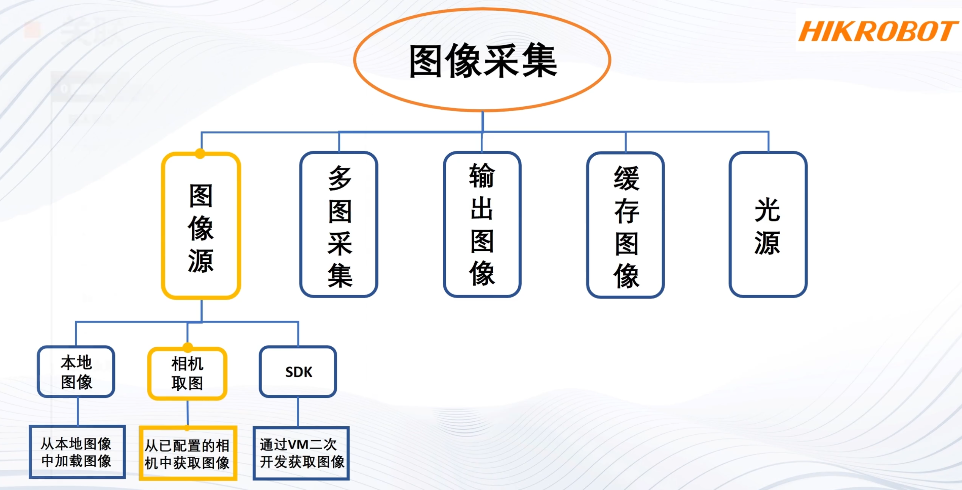 HIKROBOT
图像采集
图
像
源
多
图
采
集
输
出
图
像
缓
存
图
像
光
源
本地
图像
相机
取图
SDK
从本地图像
中加载图像
从已配置的相
机中获取图像
通过VM二次
开发获取图像